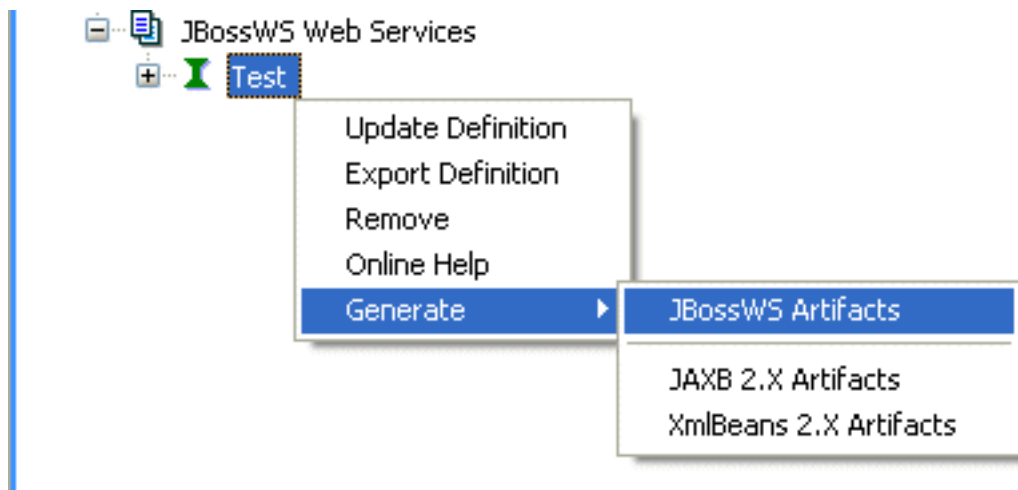 JBossWS Web Services
Test
Update Definition
Export Definition
Remove
Online Help
Generate
JBossWS Artifacts
JAXB 2.X Artifacts
XmlBeans 2.X Artifacts